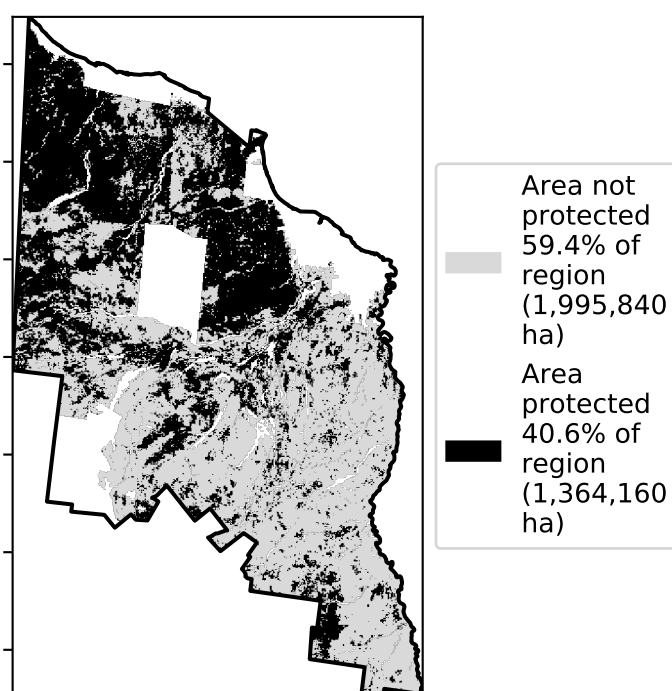 Area not
protected
59.4% of
region
(1,995,840
ha)
Area
protected
40.6% of
region
(1,364,160
ha)